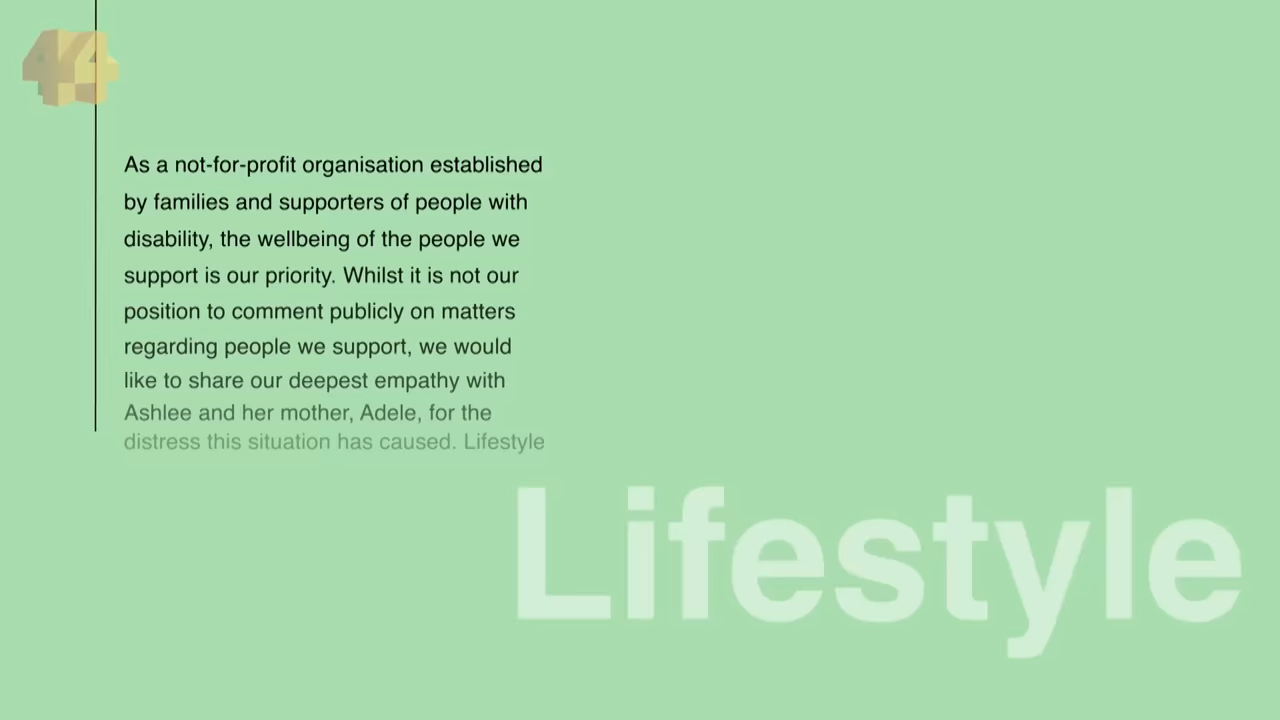 44
As a not-for-profit organisation established
by families and supporters of people with
disability, the wellbeing of the people we
support is our priority. Whilst it is not our
position to comment publicly on matters
regarding people we support, we would
like to share our deepest empathy with
Ashlee and her mother, Adele, for the
distress this situation has caused. Lifestyle
Lifestyle